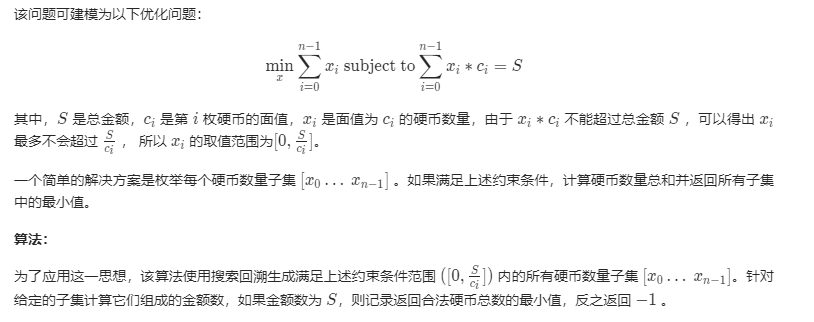 该问题可建模为以下优化问题：
$$\min_{x} \sum_{i=0}^{n-1} x_i \text{ subject to } \sum_{i=0}^{n-1} x_i * c_i = S$$
其中，$S$ 是总金额，$c_i$ 是第 $i$ 枚硬币的面值，$x_i$ 是面值为 $c_i$ 的硬币数量，由于 $x_i * c_i$ 不能超过总金额 $S$ ，可以得出 $x_i$
最多不会超过 $\frac{S}{c_i}$ ， 所以 $x_i$ 的取值范围为$[0, \frac{S}{c_i}]$。
一个简单的解决方案是枚举每个硬币数量子集 $[x_0 \ldots x_{n-1}]$ 。如果满足上述约束条件，计算硬币数量总和并返回所有子集
中的最小值。
算法：
为了应用这一思想，该算法使用搜索回溯生成满足上述约束条件范围 $([0, \frac{S}{c_i}])$ 内的所有硬币数量子集 $[x_0 \ldots x_{n-1}]$。针对
给定的子集计算它们组成的金额数，如果金额数为 $S$，则记录返回合法硬币总数的最小值，反之返回 $-1$ 。